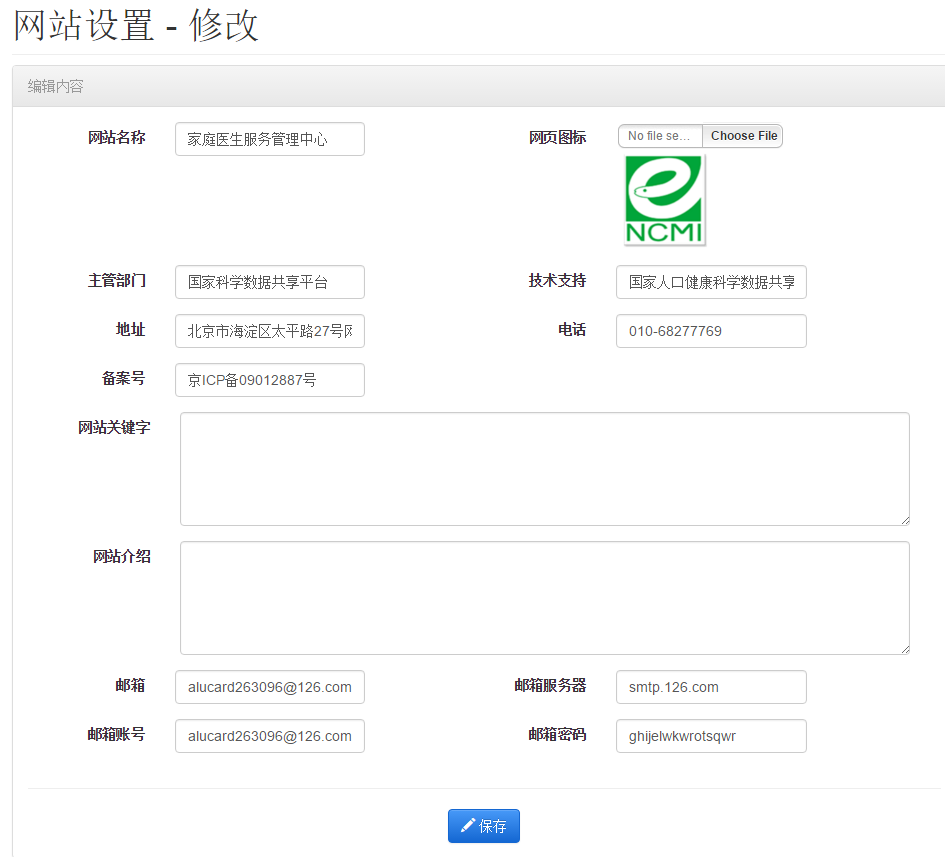 网站设置 - 修改
编辑内容
网站名称 家庭医生服务管理中心 网页图标 No file se... Choose File
NCMI
主管部门 国家科学数据共享平台 技术支持 国家人口健康科学数据共享
地址 北京市海淀区太平路27号 电话 010-68277769
备案号 京ICP备09012887号
网站关键字
网站介绍
邮箱 alucard263096@126.com 邮箱服务器 smtp.126.com
邮箱账号 alucard263096@126.com 邮箱密码 ghijelwkwrotsqwr
保存